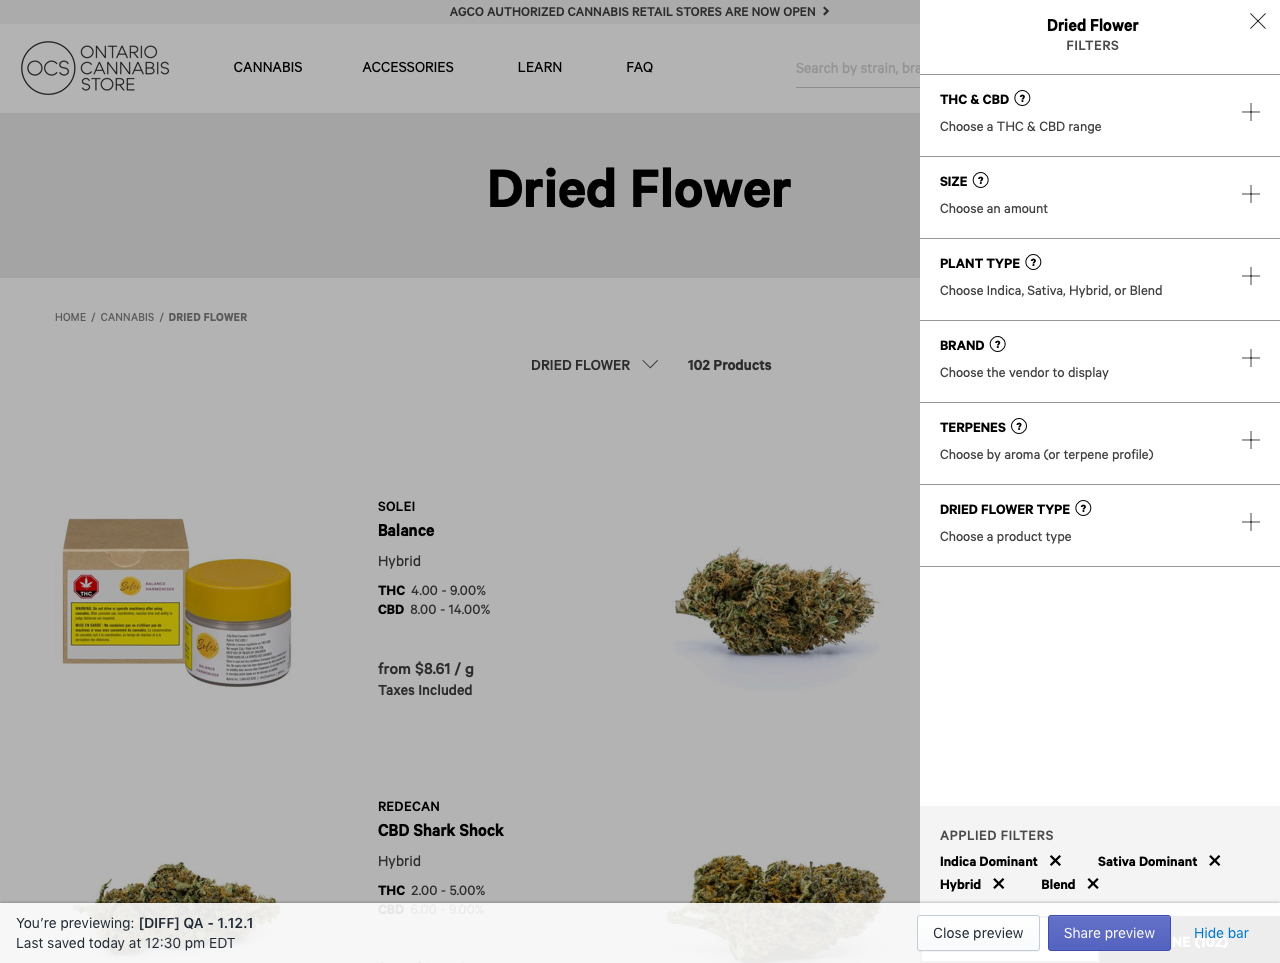 AGCO AUTHORIZED CANNABIS RETAIL STORES ARE NOW OPEN
OCS ONTARIO CANNABIS STORE
CANNABIS ACCESSORIES LEARN FAQ
Search by strain,
Dried Flower
HOME / CANNABIS / DRIED FLOWER
DRIED FLOWER 102 Products
SOLEI
Balance
Hybrid
THC 4.00 - 9.00%
CBD 8.00 - 14.00%
from $8.61 / g
Taxes Included
THC
Solei
BALANCE
REDECAN
CBD Shark Shock
Hybrid
THC 2.00 - 5.00%
CBD 6.00 - 9.00%
Dried Flower
FILTERS
THC & CBD ?
Choose a THC & CBD range
SIZE ?
Choose an amount
PLANT TYPE ?
Choose Indica, Sativa, Hybrid, or Blend
BRAND ?
Choose the vendor to display
TERPENES ?
Choose by aroma (or terpene profile)
DRIED FLOWER TYPE ?
Choose a product type
APPLIED FILTERS
Indica Dominant Sativa Dominant
Hybrid Blend
You're previewing: [DIFF] QA - 1.12.1
Last saved today at 12:30 pm EDT
Close preview Share preview Hide bar
(102)